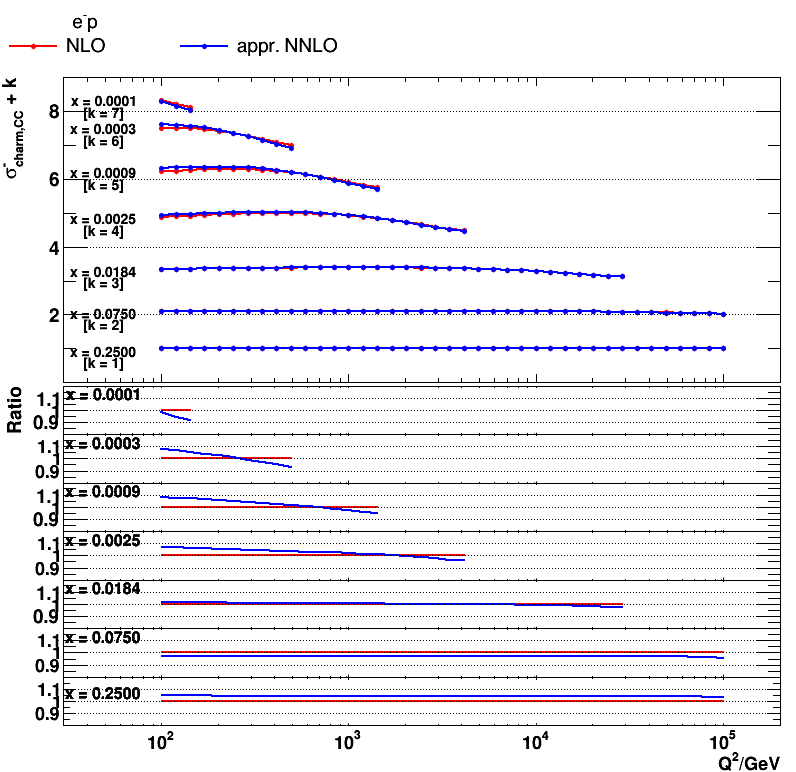 e⁻p
NLO
appr. NNLO
σ⁻charm,CC + k
8
6
4
2
x = 0.0001
[k = 7]
x = 0.0003
[k = 6]
x = 0.0009
[k = 5]
x = 0.0025
[k = 4]
x = 0.0184
[k = 3]
x = 0.0750
[k = 2]
x = 0.2500
[k = 1]
Ratio
x = 0.0001
1.1
1
0.9
x = 0.0003
1.1
1
0.9
x = 0.0009
1.1
1
0.9
x = 0.0025
1.1
1
0.9
x = 0.0184
1.1
1
0.9
x = 0.0750
1.1
1
0.9
x = 0.2500
1.1
1
0.9
10² 10³ 10⁴ 10⁵
Q²/GeV